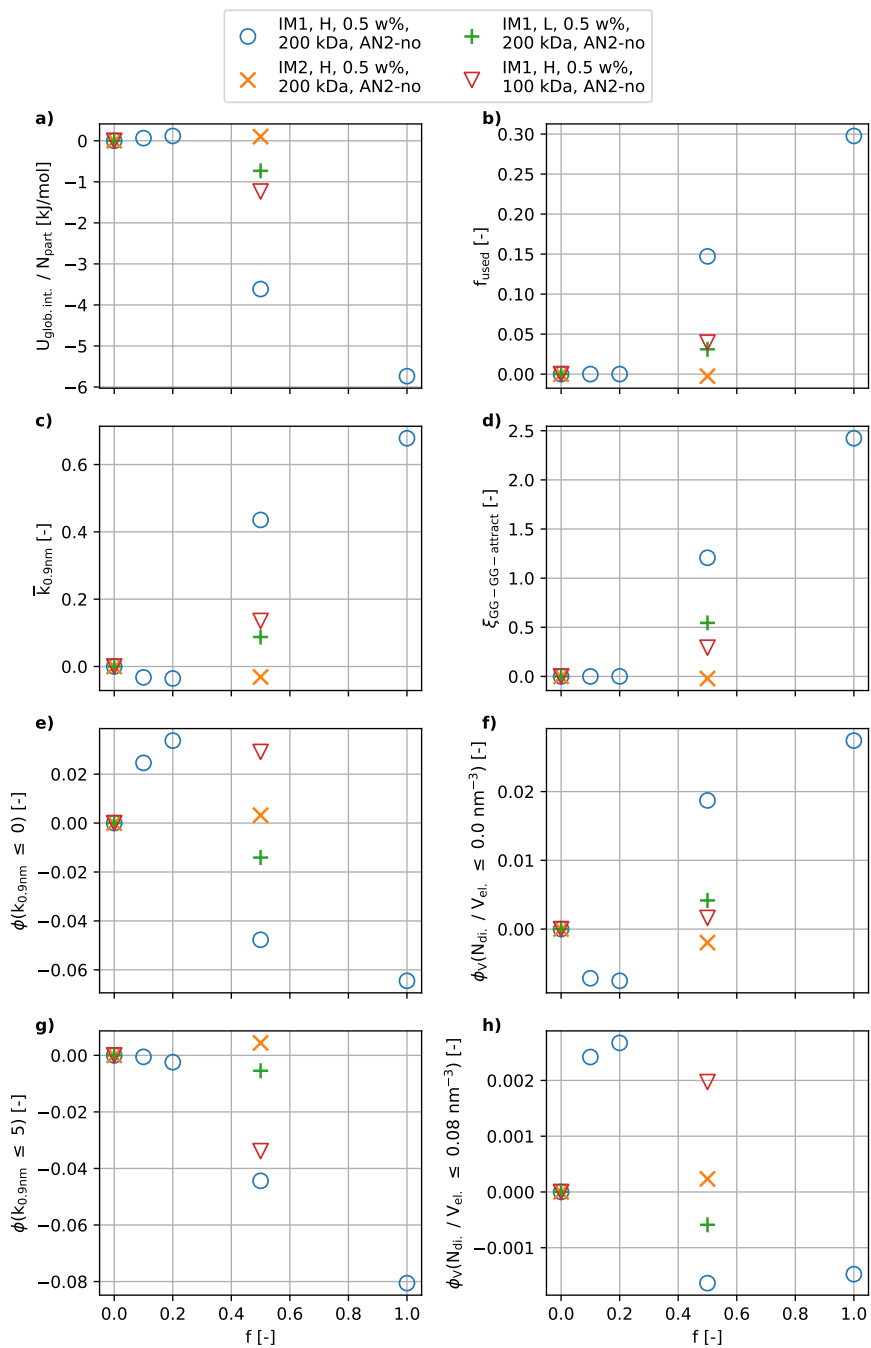 IM1, H, 0.5 w%,
200 kDa, AN2-no
IM2, H, 0.5 w%,
200 kDa, AN2-no
IM1, L, 0.5 w%,
200 kDa, AN2-no
IM1, H, 0.5 w%,
100 kDa, AN2-no
a)
U_glob. int. / N_part [kJ/mol]
0
−1
−2
−3
−4
−5
−6
b)
f_used [-]
0.30
0.25
0.20
0.15
0.10
0.05
0.00
c)
k̅_0.9nm [-]
0.6
0.4
0.2
0.0
d)
ξ_GG−GG−attract [-]
2.5
2.0
1.5
1.0
0.5
0.0
e)
ϕ(k_0.9nm ≤ 0) [-]
0.02
0.00
−0.02
−0.04
−0.06
f)
ϕ_V(N_di. / V_el. ≤ 0.0 nm⁻³) [-]
0.02
0.01
0.00
g)
ϕ(k_0.9nm ≤ 5) [-]
0.00
−0.02
−0.04
−0.06
−0.08
0.0 0.2 0.4 0.6 0.8 1.0
f [-]
h)
ϕ_V(N_di. / V_el. ≤ 0.08 nm⁻³) [-]
0.002
0.001
0.000
−0.001
0.0 0.2 0.4 0.6 0.8 1.0
f [-]